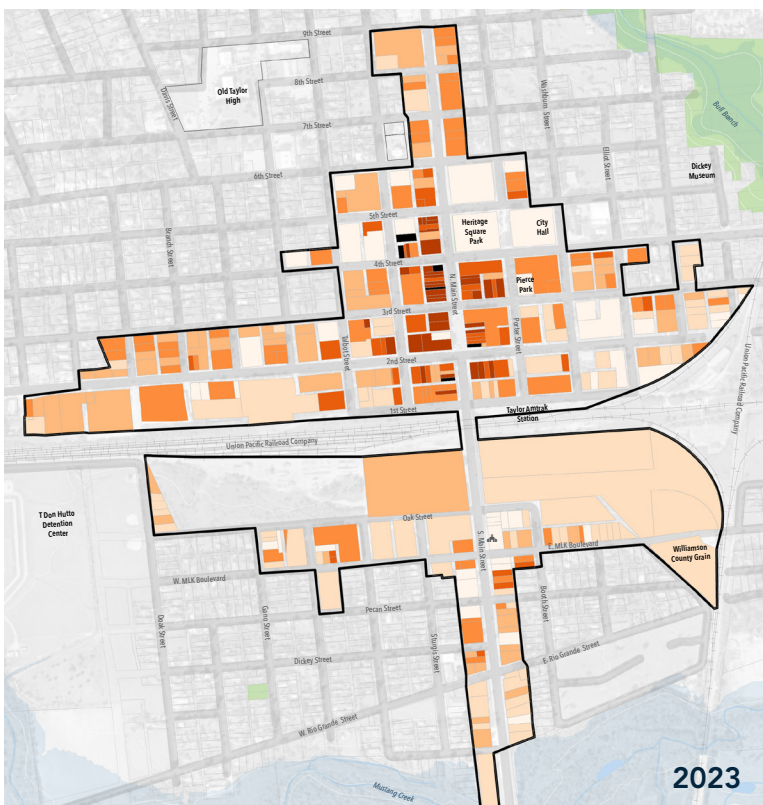 9th Street
8th Street
Old Taylor
High
Davis Street
Washburn Street
Bull Branch
7th Street
6th Street
Elliot Street
Dickey
Museum
Branch Street
5th Street
Heritage
Square
Park
City
Hall
4th Street
N. Main Street
Pierce
Park
3rd Street
Talbot Street
Porter Street
2nd Street
1st Street
Taylor Amtrak
Station
Union Pacific Railroad Company
Union Pacific Railroad Company
T Don Hutto
Detention
Center
Oak Street
S. Main Street
E. MLK Boulevard
Williamson
County Grain
W. MLK Boulevard
Doak Street
Gano Street
Pecan Street
Booth Street
Sturgis Street
Dickey Street
E. Rio Grande Street
W. Rio Grande Street
Mustang Creek
2023